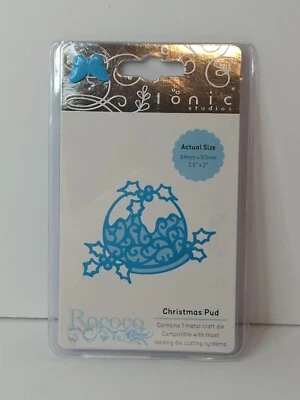 tonic
studios
Actual Size
64mm x 50mm
2.5" x 2"
Rococo
Christmas Pud
Contains 1 metal craft die
Compatible with most
leading die cutting systems